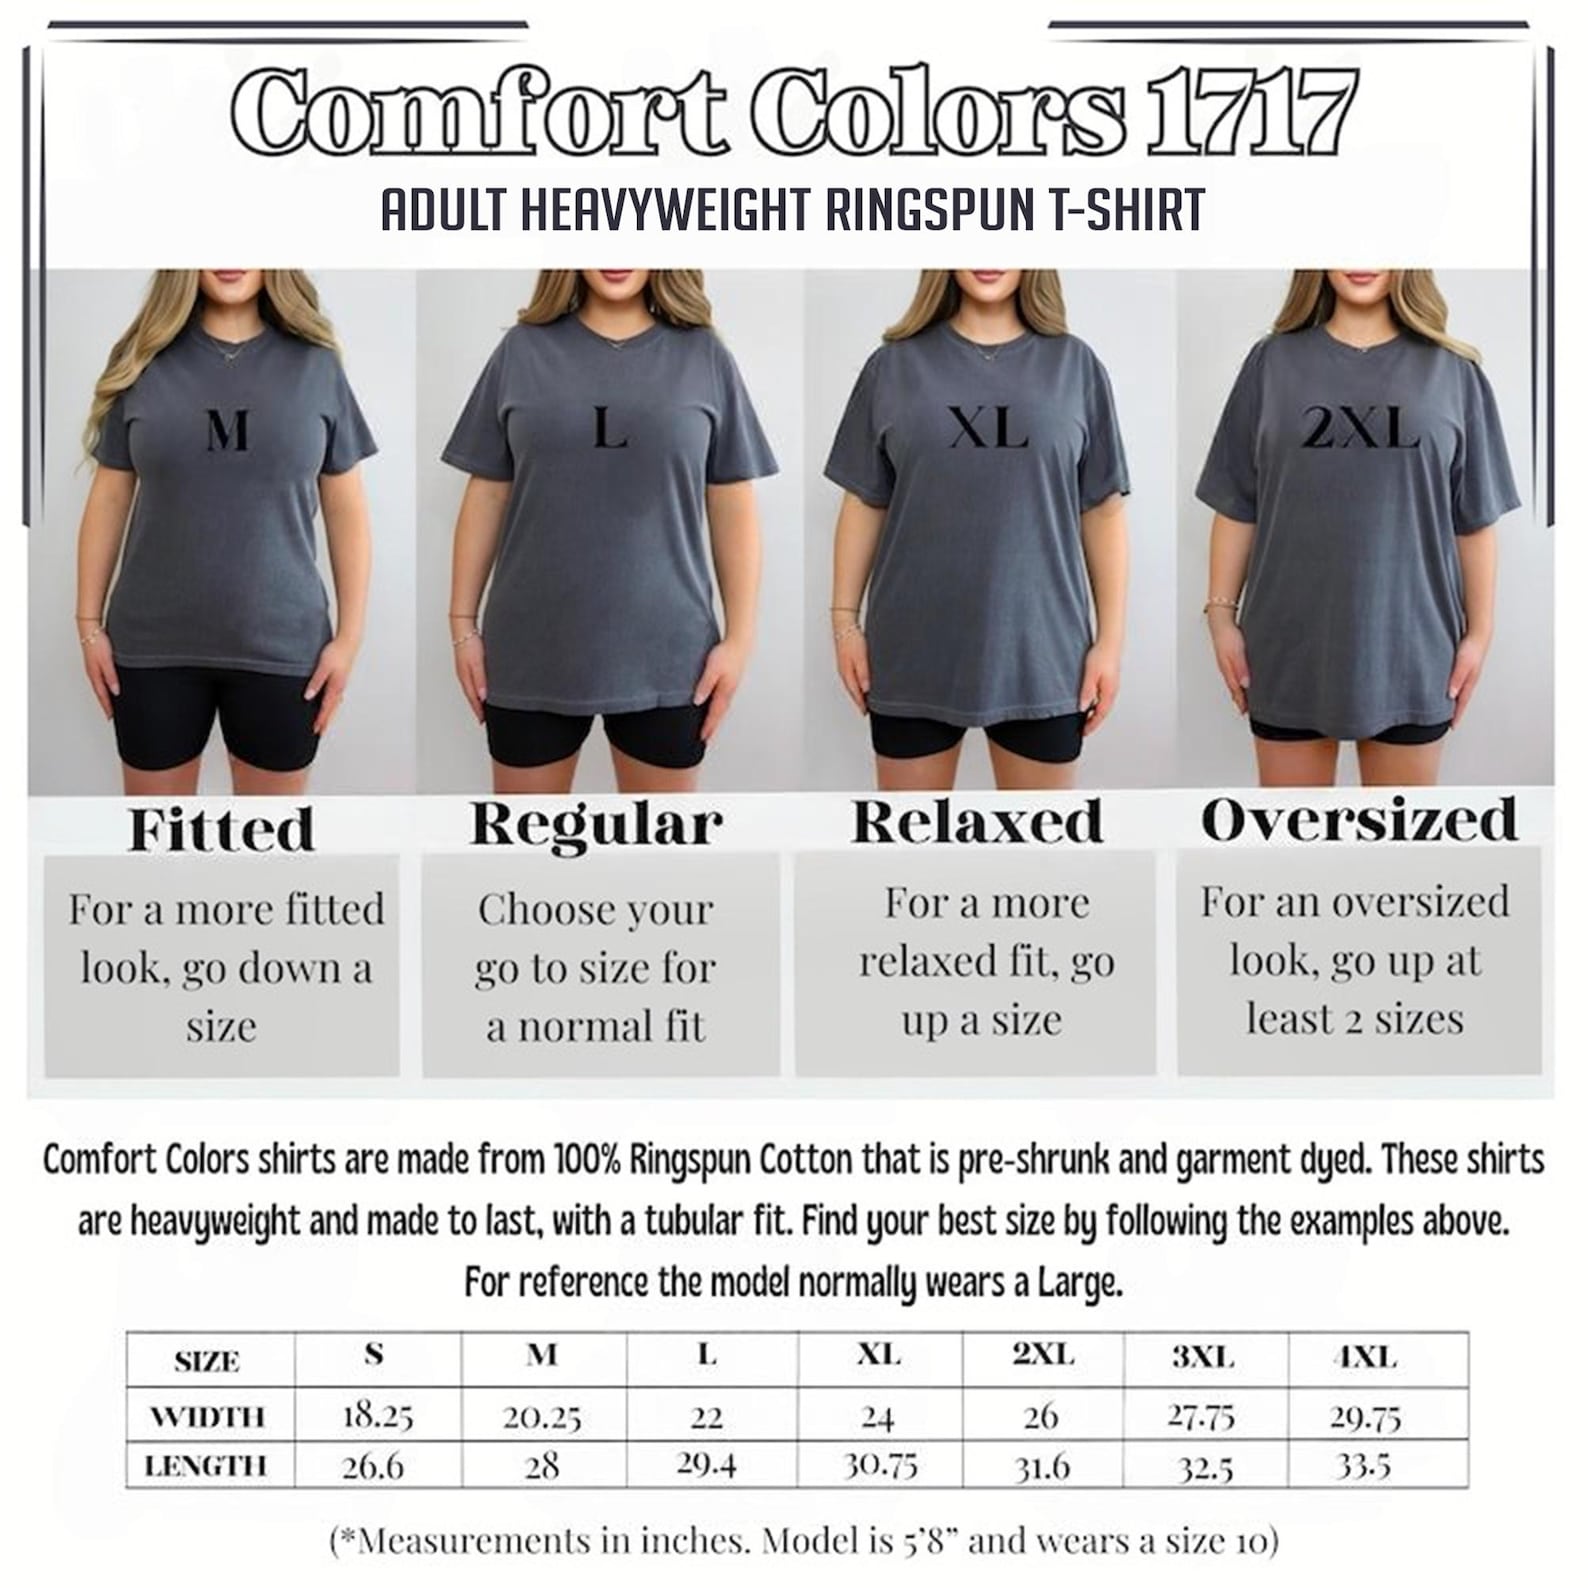 Comfort Colors 1717
ADULT HEAVYWEIGHT RINGSPUN T-SHIRT
M L XL 2XL
Fitted Regular Relaxed Oversized
For a more fitted
look, go down a
size
Choose your
go to size for
a normal fit
For a more
relaxed fit, go
up a size
For an oversized
look, go up at
least 2 sizes
Comfort Colors shirts are made from 100% Ringspun Cotton that is pre-shrunk and garment dyed. These shirts
are heavyweight and made to last, with a tubular fit. Find your best size by following the examples above.
For reference the model normally wears a Large.
SIZE S M L XL 2XL 3XL 4XL
WIDTH 18.25 20.25 22 24 26 27.75 29.75
LENGTH 26.6 28 29.4 30.75 31.6 32.5 33.5
(*Measurements in inches. Model is 5’8” and wears a size 10)